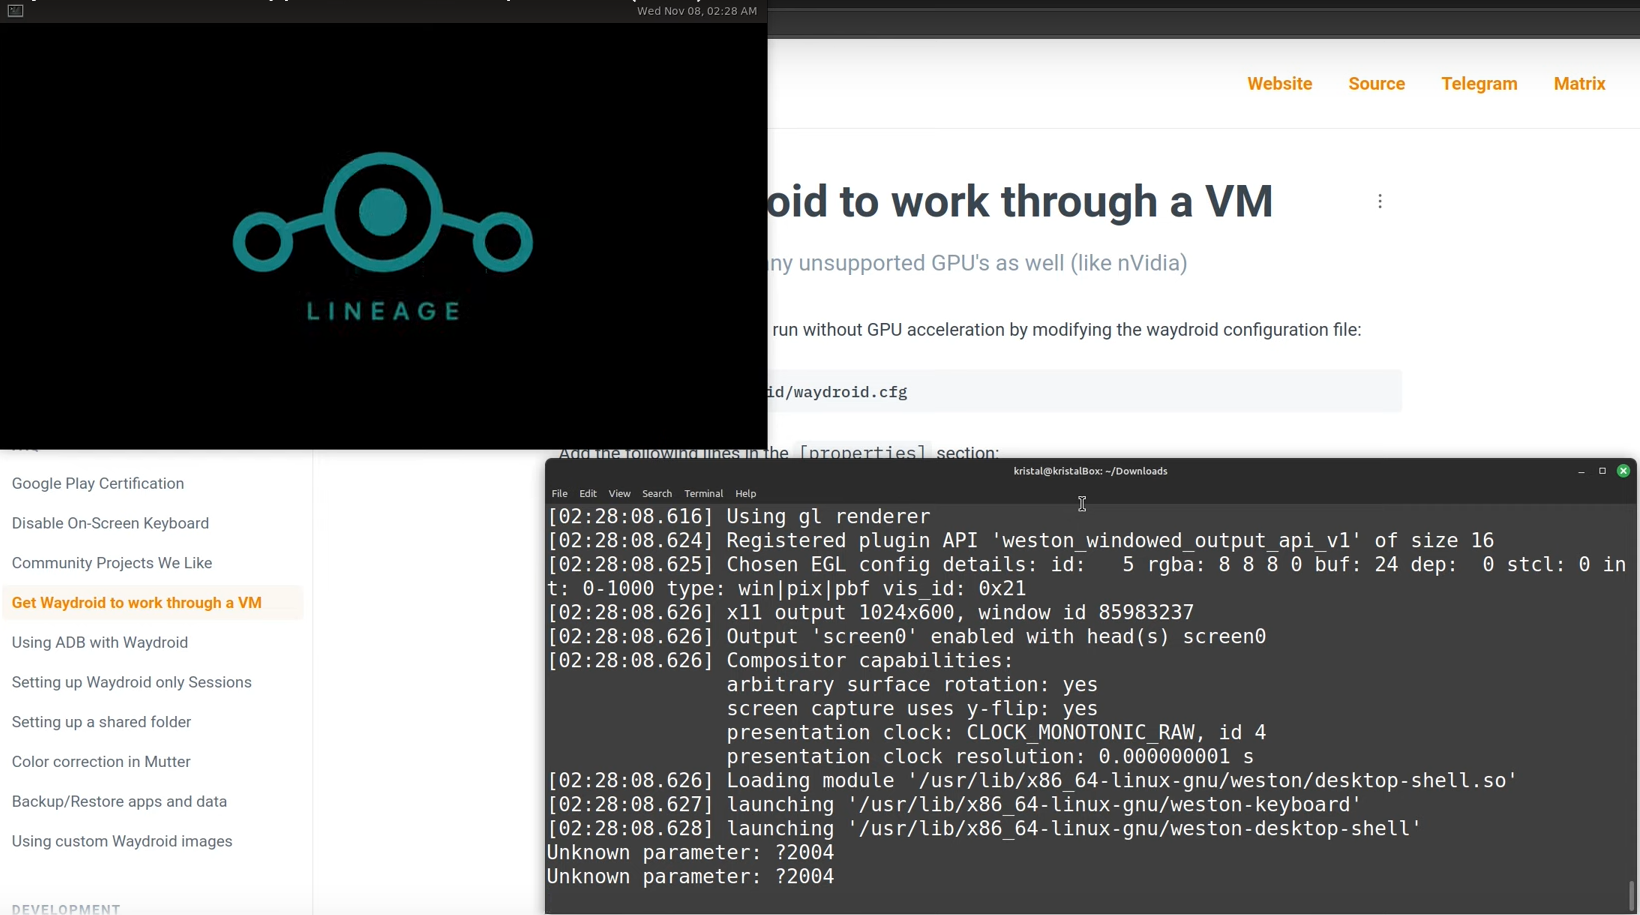 Wed Nov 08, 02:28 AM
LINEAGE
Website
Source
Telegram
Matrix
oid to work through a VM
ny unsupported GPU's as well (like nVidia)
run without GPU acceleration by modifying the waydroid configuration file:
id/waydroid.cfg
Add the following lines in the [properties] section:
Google Play Certification
Disable On-Screen Keyboard
Community Projects We Like
Get Waydroid to work through a VM
Using ADB with Waydroid
Setting up Waydroid only Sessions
Setting up a shared folder
Color correction in Mutter
Backup/Restore apps and data
Using custom Waydroid images
DEVELOPMENT
kristal@kristalBox: ~/Downloads
File Edit View Search Terminal Help
[02:28:08.616] Using gl renderer
[02:28:08.624] Registered plugin API 'weston_windowed_output_api_v1' of size 16
[02:28:08.625] Chosen EGL config details: id:   5 rgba: 8 8 8 0 buf: 24 dep:  0 stcl: 0 in
t: 0-1000 type: win|pix|pbf vis_id: 0x21
[02:28:08.626] x11 output 1024x600, window id 85983237
[02:28:08.626] Output 'screen0' enabled with head(s) screen0
[02:28:08.626] Compositor capabilities:
arbitrary surface rotation: yes
screen capture uses y-flip: yes
presentation clock: CLOCK_MONOTONIC_RAW, id 4
presentation clock resolution: 0.000000001 s
[02:28:08.626] Loading module '/usr/lib/x86_64-linux-gnu/weston/desktop-shell.so'
[02:28:08.627] launching '/usr/lib/x86_64-linux-gnu/weston-keyboard'
[02:28:08.628] launching '/usr/lib/x86_64-linux-gnu/weston-desktop-shell'
Unknown parameter: ?2004
Unknown parameter: ?2004